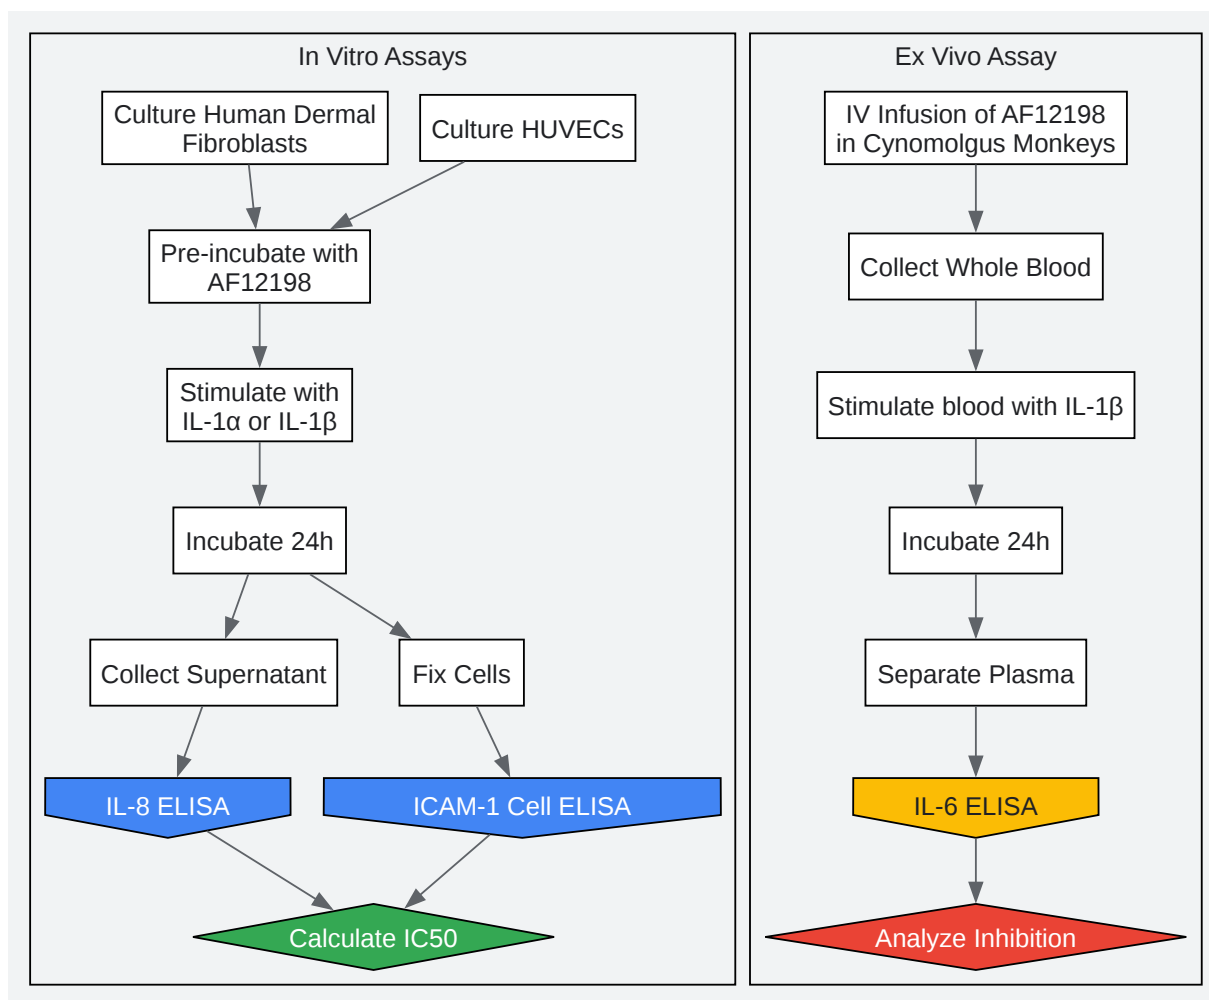 In Vitro Assays
Culture Human Dermal
Fibroblasts
Culture HUVECs
Pre-incubate with
AF12198
Stimulate with
IL-1α or IL-1β
Incubate 24h
Collect Supernatant
Fix Cells
IL-8 ELISA
ICAM-1 Cell ELISA
Calculate IC50
Ex Vivo Assay
IV Infusion of AF12198
in Cynomolgus Monkeys
Collect Whole Blood
Stimulate blood with IL-1β
Incubate 24h
Separate Plasma
IL-6 ELISA
Analyze Inhibition